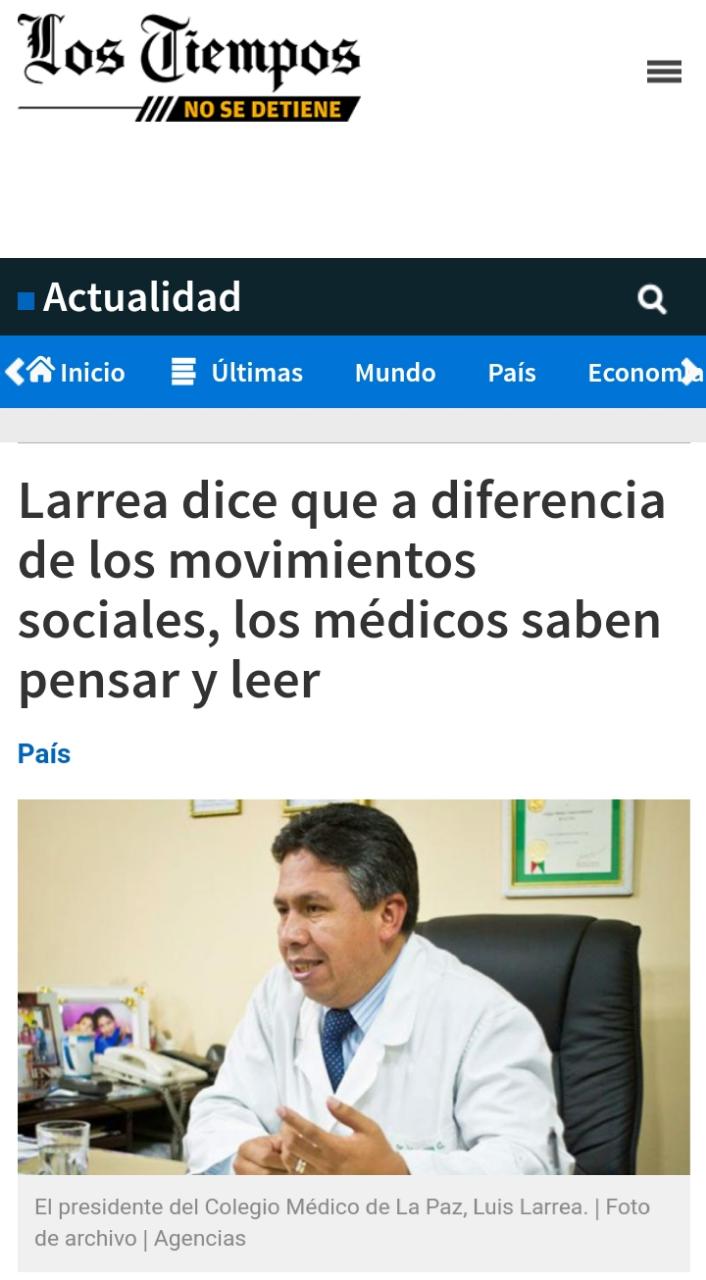 Los Tiempos
NO SE DETIENE
Actualidad
Inicio Últimas Mundo País Economía
Larrea dice que a diferencia
de los movimientos
sociales, los médicos saben
pensar y leer
País
El presidente del Colegio Médico de La Paz, Luis Larrea. | Foto
de archivo | Agencias